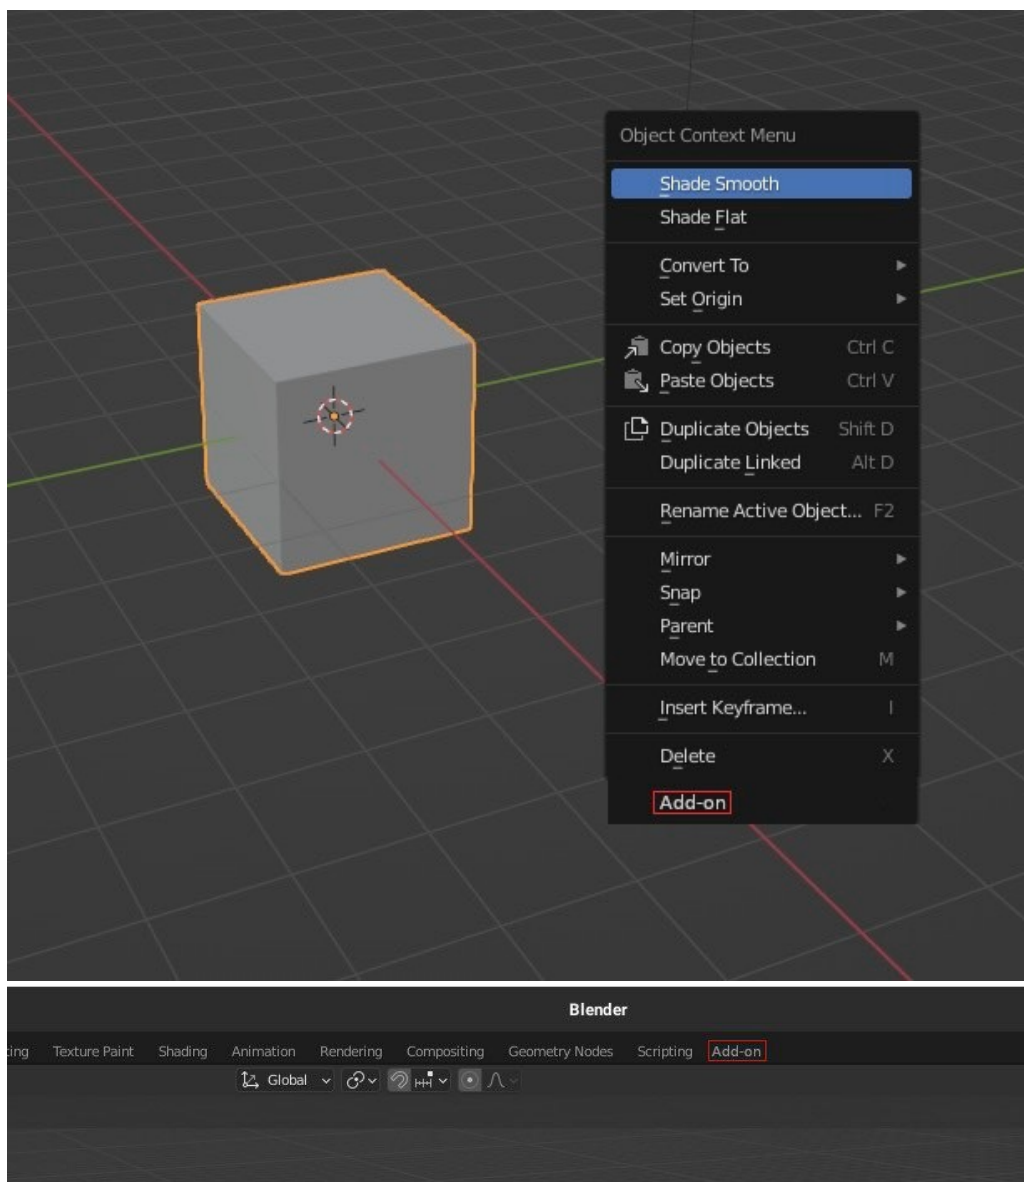 Object Context Menu
Shade Smooth
Shade Flat
Convert To
Set Origin
Copy Objects Ctrl C
Paste Objects Ctrl V
Duplicate Objects Shift D
Duplicate Linked Alt D
Rename Active Object... F2
Mirror
Snap
Parent
Move to Collection M
Insert Keyframe... I
Delete X
Add-on
Blender
Texture Paint Shading Animation Rendering Compositing Geometry Nodes Scripting Add-on
Global